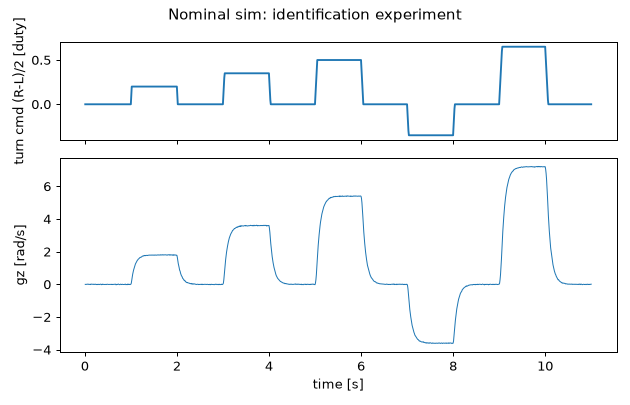 Nominal sim: identification experiment
turn cmd (R-L)/2 [duty]
0.5
0.0
gz [rad/s]
6
4
2
0
−2
−4
0 2 4 6 8 10
time [s]